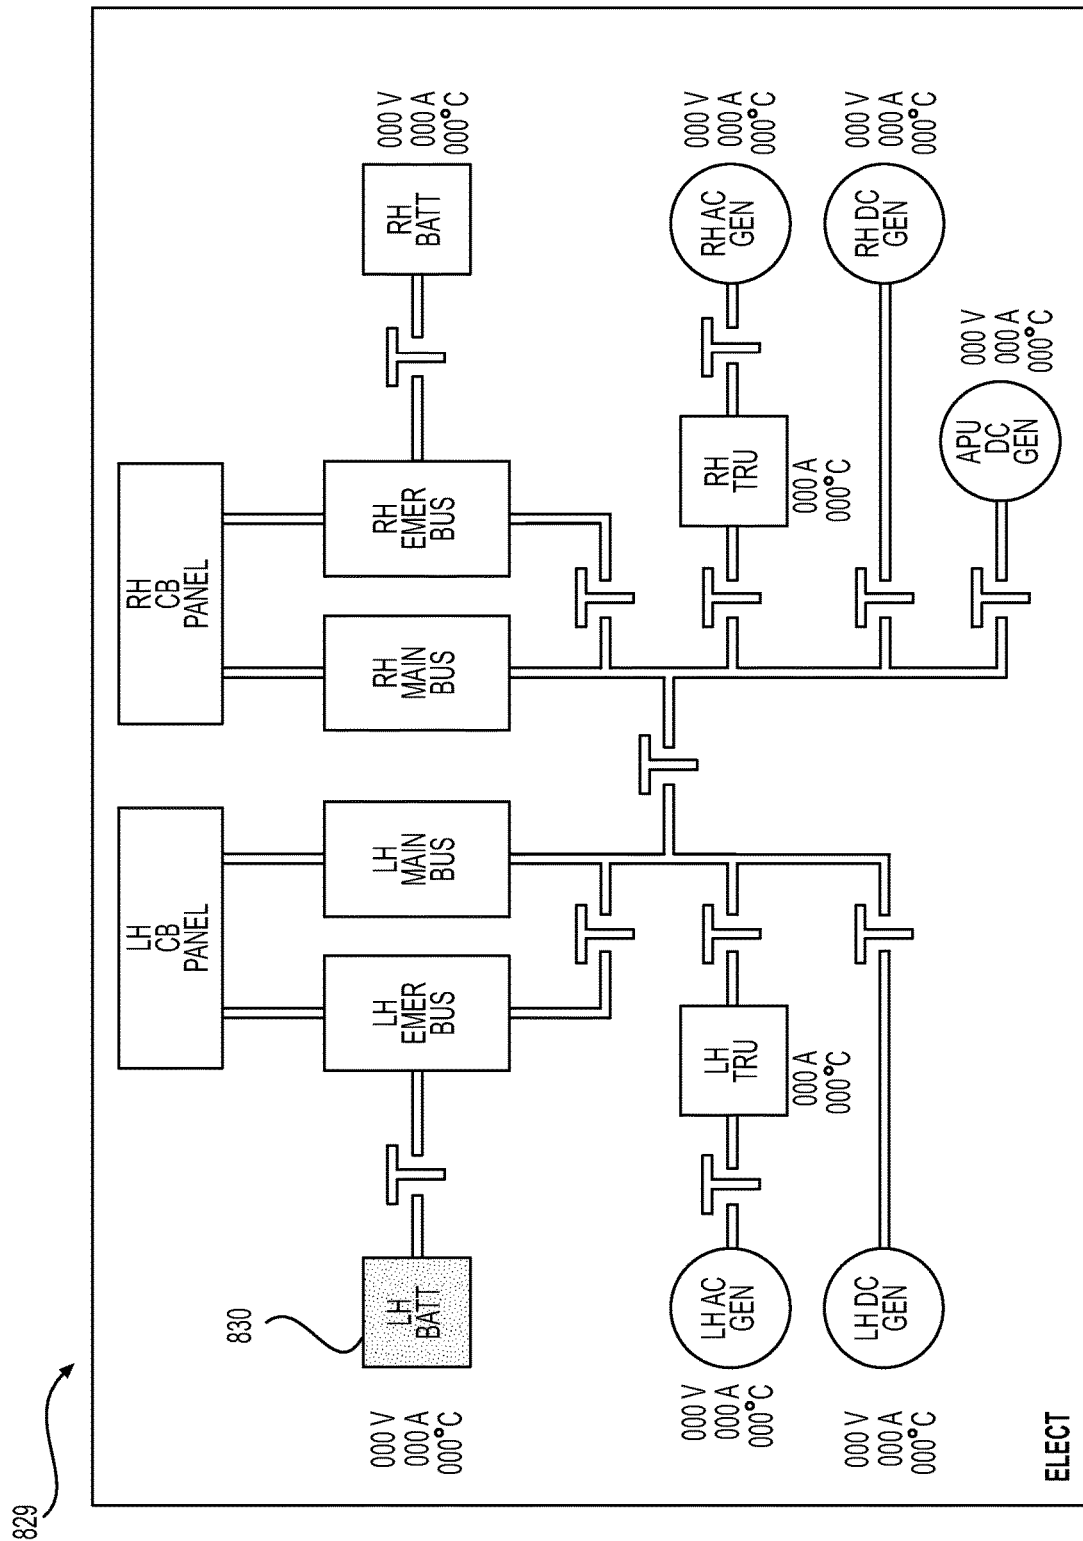 829
LH
CB
PANEL
RH
CB
PANEL
830
000 V
000 A
000°C
LH
BATT
LH
EMER
BUS
LH
MAIN
BUS
RH
MAIN
BUS
RH
EMER
BUS
RH
BATT
000 V
000 A
000°C
000 V
000 A
000°C
LH AC
GEN
LH
TRU
000 A
000°C
RH
TRU
000 A
000°C
RH AC
GEN
000 V
000 A
000°C
000 V
000 A
000°C
LH DC
GEN
RH DC
GEN
000 V
000 A
000°C
APU
DC
GEN
000 V
000 A
000°C
ELECT